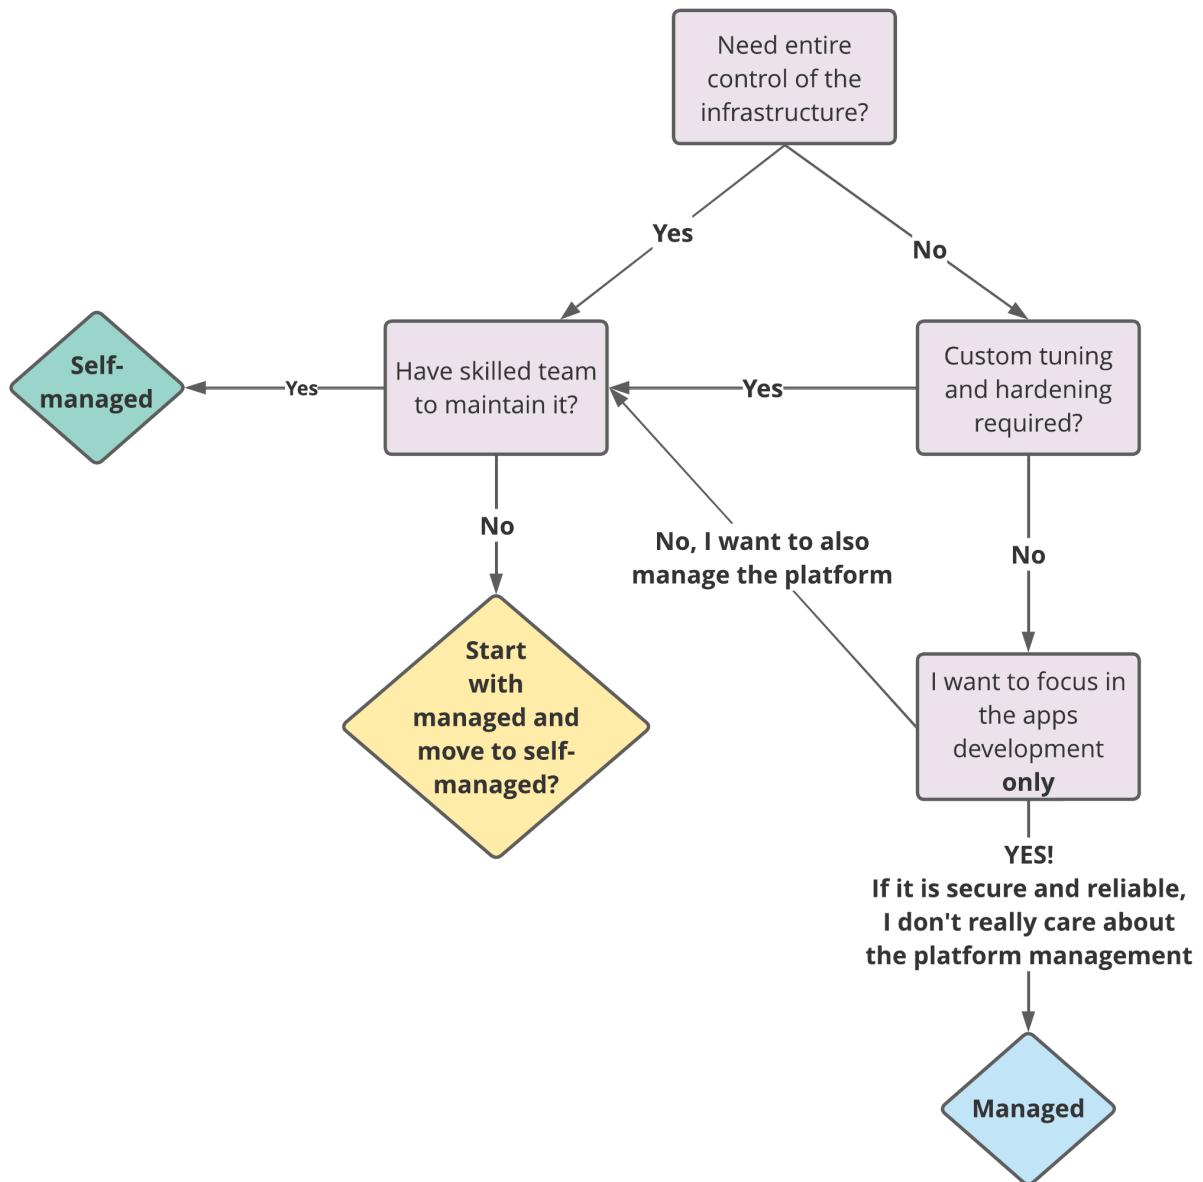 Need entire
control of the
infrastructure?
Yes
No
Self-
managed
Yes
Have skilled team
to maintain it?
Yes
Custom tuning
and hardening
required?
No
No, I want to also
manage the platform
No
Start
with
managed and
move to self-
managed?
I want to focus in
the apps
development
only
YES!
If it is secure and reliable,
I don't really care about
the platform management
Managed